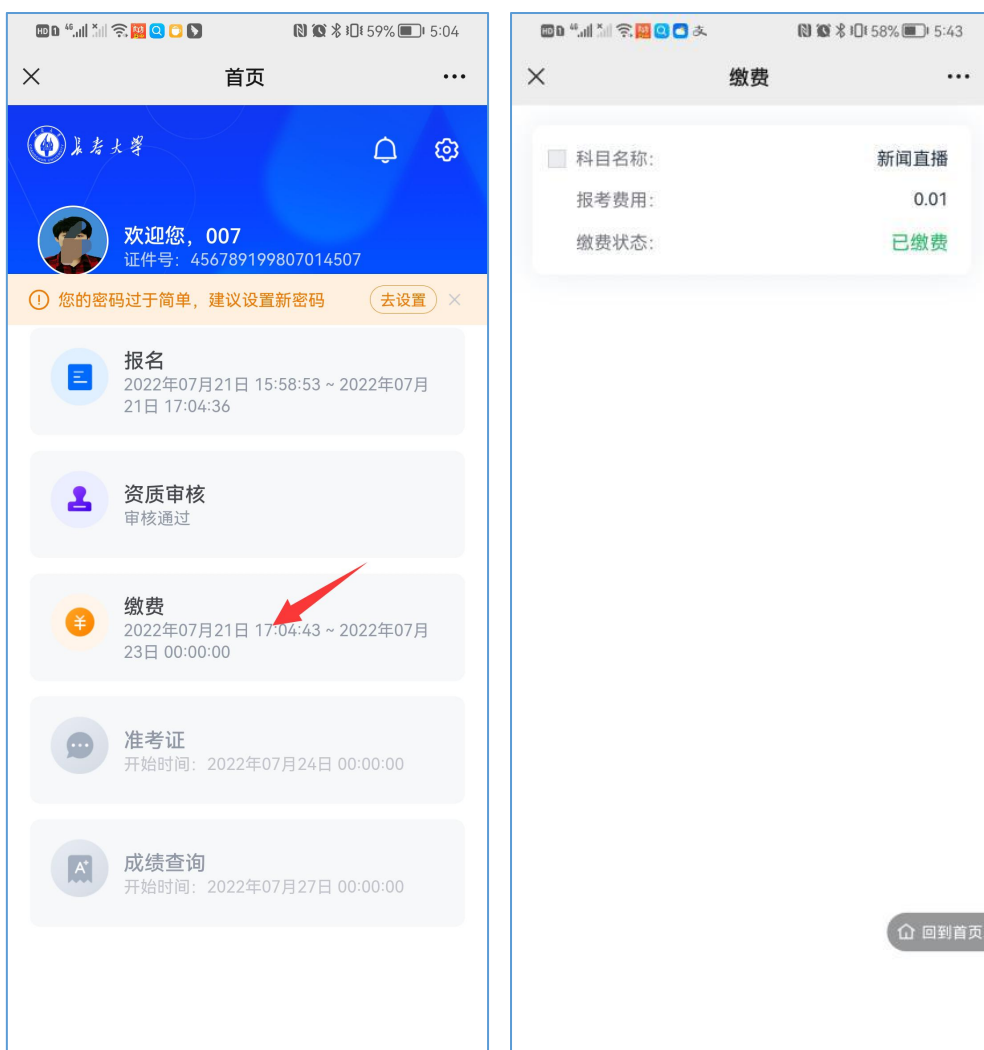 HD 4G 59% 5:04
首页
长春大学
欢迎您，007
证件号：456789199807014507
您的密码过于简单，建议设置新密码 去设置
报名
2022年07月21日 15:58:53 ~ 2022年07月
21日 17:04:36
资质审核
审核通过
缴费
2022年07月21日 17:04:43 ~ 2022年07月
23日 00:00:00
准考证
开始时间：2022年07月24日 00:00:00
成绩查询
开始时间：2022年07月27日 00:00:00
HD 4G 58% 5:43
缴费
科目名称: 新闻直播
报考费用: 0.01
缴费状态: 已缴费
回到首页